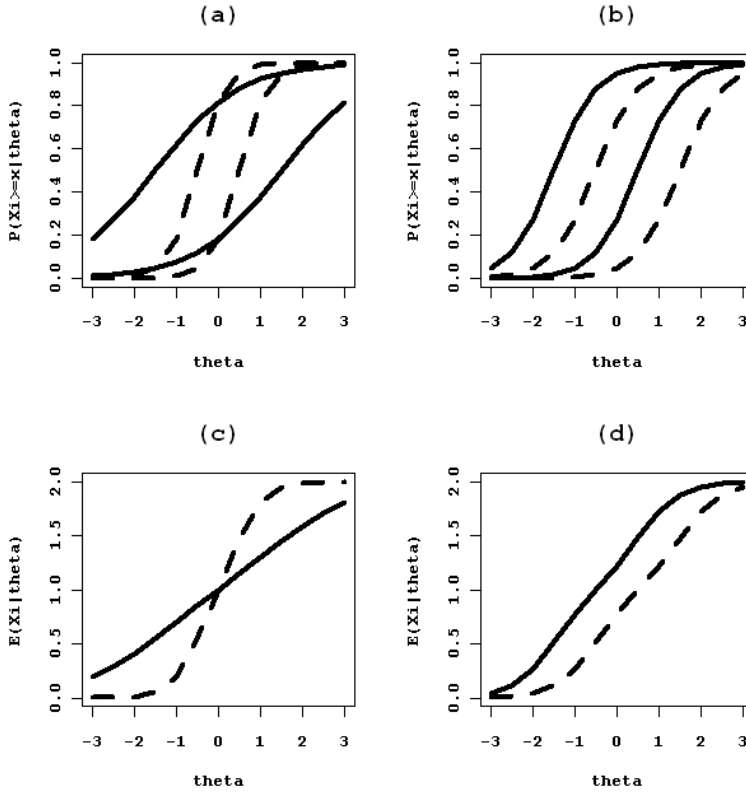 (a)
P(Xi>=x|theta)
0.0 0.2 0.4 0.6 0.8 1.0
-3 -2 -1 0 1 2 3
theta
(b)
P(Xi>=x|theta)
0.0 0.2 0.4 0.6 0.8 1.0
-3 -2 -1 0 1 2 3
theta
(c)
E(Xi|theta)
0.0 0.5 1.0 1.5 2.0
-3 -2 -1 0 1 2 3
theta
(d)
E(Xi|theta)
0.0 0.5 1.0 1.5 2.0
-3 -2 -1 0 1 2 3
theta